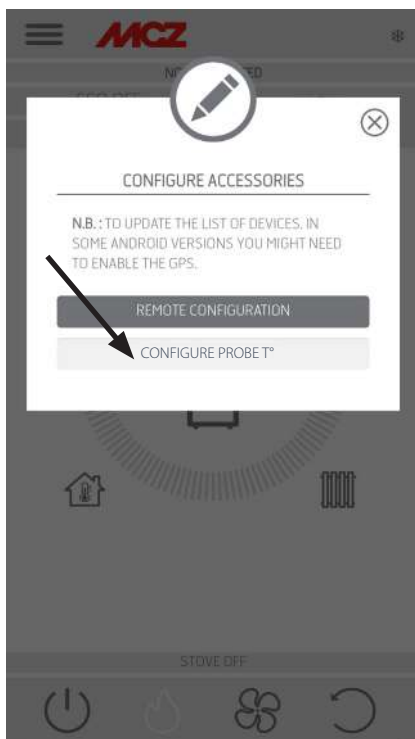 MCZ
CONFIGURE ACCESSORIES
N.B. : TO UPDATE THE LIST OF DEVICES, IN
SOME ANDROID VERSIONS YOU MIGHT NEED
TO ENABLE THE GPS.
REMOTE CONFIGURATION
CONFIGURE PROBE T°
STOVE OFF